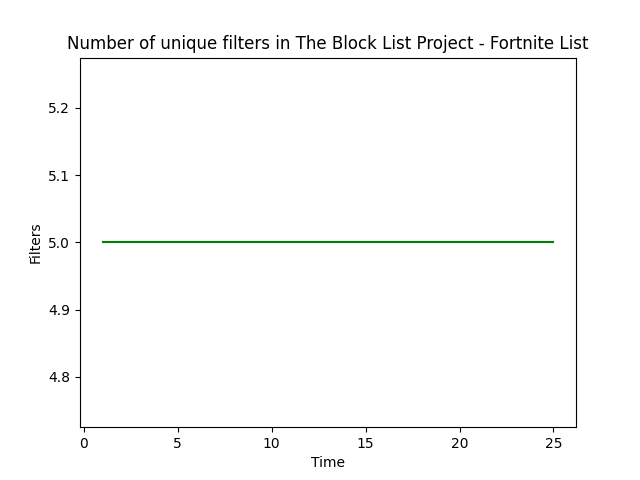 Number of unique filters in The Block List Project - Fortnite List
5.2
5.1
5.0
4.9
4.8
Filters
0 5 10 15 20 25
Time